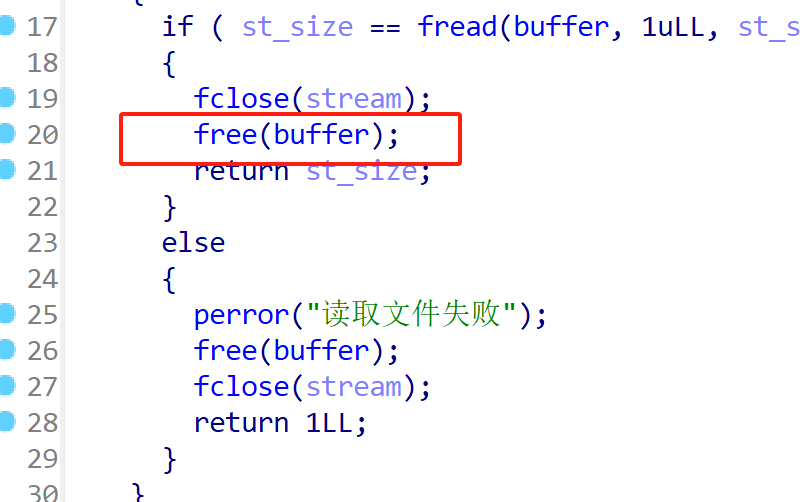 {
17 if ( st_size == fread(buffer, 1uLL, st_s
18 {
19 fclose(stream);
20 free(buffer);
21 return st_size;
22 }
23 else
24 {
25 perror("读取文件失败");
26 free(buffer);
27 fclose(stream);
28 return 1LL;
29 }
30 }